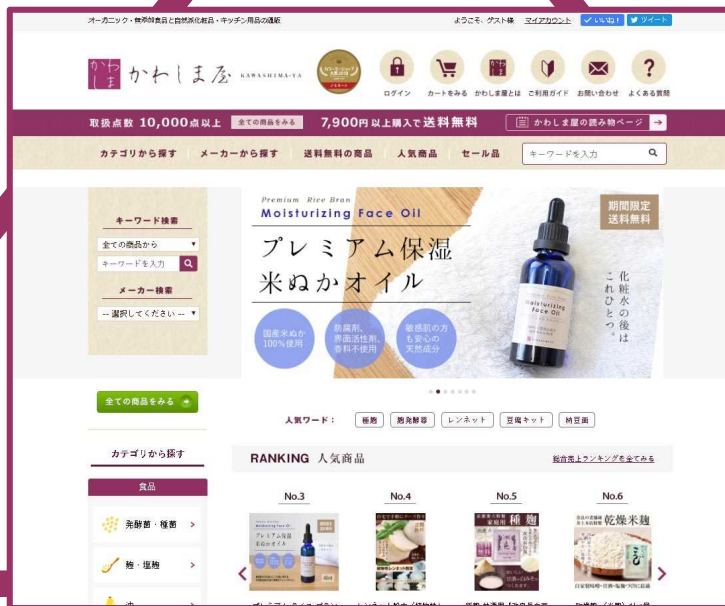 オーガニック・無添加食品と自然派化粧品・キッチン用品の通販
ようこそ、ゲスト様 マイアカウント いいね! ツイート
かわしま屋 KAWASHIMA-YA
ログイン カートをみる かわしま屋とは ご利用ガイド お問い合わせ よくある質問
取扱点数 10,000点以上 全ての商品をみる 7,900円以上購入で送料無料 かわしま屋の読み物ページ
カテゴリから探す メーカーから探す 送料無料の商品 人気商品 セール品 キーワードを入力
キーワード検索
全ての商品から
キーワードを入力
メーカー検索
-- 選択してください --
Premium Rice Bran
Moisturizing Face Oil
プレミアム保湿
米ぬかオイル
国産米ぬか
100%使用
防腐剤、
界面活性剤、
香料不使用
敏感肌の方
も安心の
天然成分
Moisturizing
Face Oil
化粧水の後は
これひとつ。
期間限定
送料無料
全ての商品をみる
人気ワード: 種麹 麹発酵器 レンネット 豆腐キット 納豆菌
カテゴリから探す
食品
発酵菌・種菌
麹・塩麹
油
RANKING 人気商品 総合売上ランキングを全てみる
No.3 No.4 No.5 No.6
プレミアム保湿
米ぬかオイル
種麹
乾燥米麹